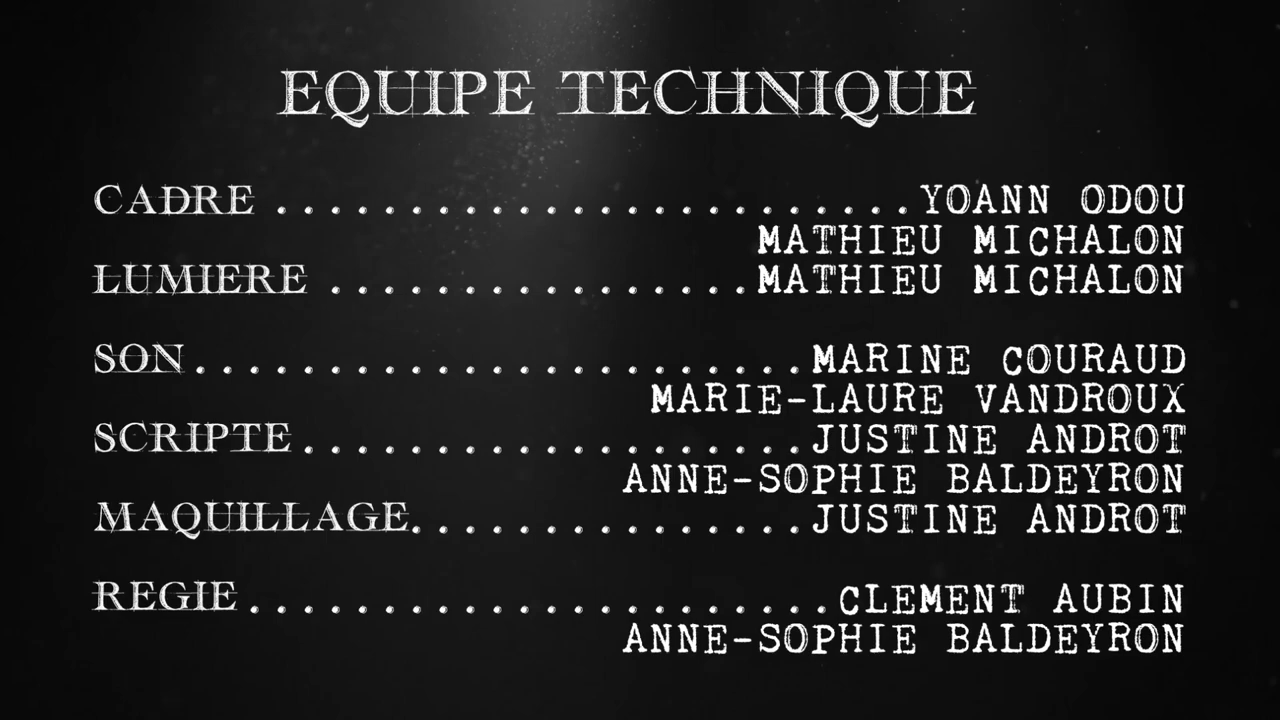 EQUIPE TECHNIQUE
CADRE .........................YOANN ODOU
MATHIEU MICHALON
LUMIERE ................MATHIEU MICHALON
SON.......................MARINE COURAUD
MARIE-LAURE VANDROUX
SCRIPTE...................JUSTINE ANDROT
ANNE-SOPHIE BALDEYRON
MAQUILLAGE...............JUSTINE ANDROT
REGIE......................CLEMENT AUBIN
ANNE-SOPHIE BALDEYRON